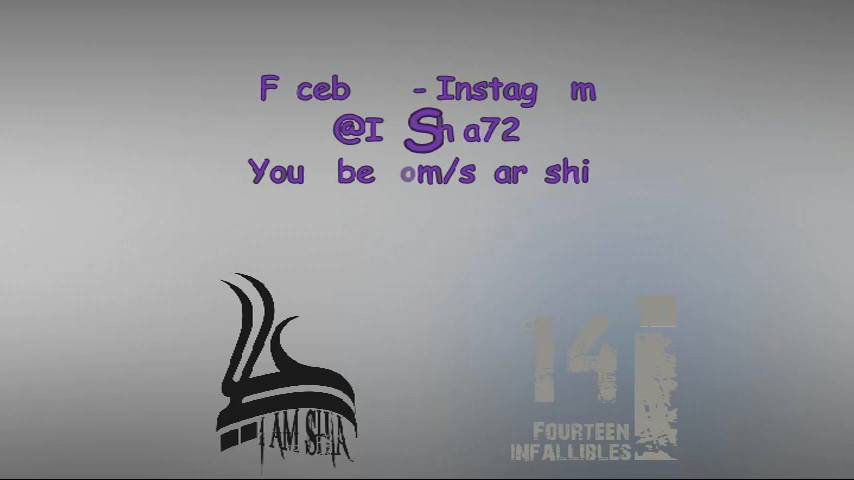 F ceb - Instag m
@I Sh a72
You be om/s ar shi
I AM SHIA
14
FOURTEEN
INFALLIBLES